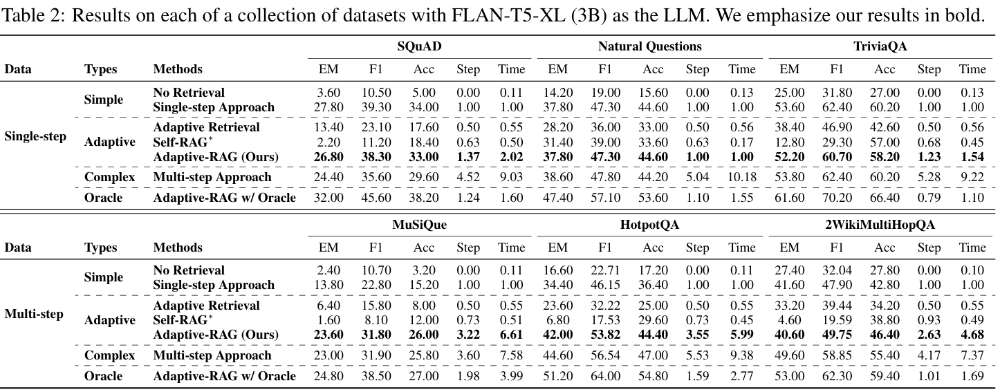 Table 2: Results on each of a collection of datasets with FLAN-T5-XL (3B) as the LLM. We emphasize our results in bold.
SQuAD Natural Questions TriviaQA
Data Types Methods EM F1 Acc Step Time EM F1 Acc Step Time EM F1 Acc Step Time
Single-step Simple No Retrieval 3.60 10.50 5.00 0.00 0.11 14.20 19.00 15.60 0.00 0.13 25.00 31.80 27.00 0.00 0.13
Single-step Approach 27.80 39.30 34.00 1.00 1.00 37.80 47.30 44.60 1.00 1.00 53.60 62.40 60.20 1.00 1.00
Adaptive Adaptive Retrieval 13.40 23.10 17.60 0.50 0.55 28.20 36.00 33.00 0.50 0.56 38.40 46.90 42.60 0.50 0.56
Self-RAG* 2.20 11.20 18.40 0.63 0.50 31.40 39.00 33.60 0.63 0.17 12.80 29.30 57.00 0.68 0.45
Adaptive-RAG (Ours) 26.80 38.30 33.00 1.37 2.02 37.80 47.30 44.60 1.00 1.00 52.20 60.70 58.20 1.23 1.54
Complex Multi-step Approach 24.40 35.60 29.60 4.52 9.03 38.60 47.80 44.20 5.04 10.18 53.80 62.40 60.20 5.28 9.22
Oracle Adaptive-RAG w/ Oracle 32.00 45.60 38.20 1.24 1.60 47.40 57.10 53.60 1.10 1.55 61.60 70.20 66.40 0.79 1.10
MuSiQue HotpotQA 2WikiMultiHopQA
Data Types Methods EM F1 Acc Step Time EM F1 Acc Step Time EM F1 Acc Step Time
Multi-step Simple No Retrieval 2.40 10.70 3.20 0.00 0.11 16.60 22.71 17.20 0.00 0.11 27.40 32.04 27.80 0.00 0.10
Single-step Approach 13.80 22.80 15.20 1.00 1.00 34.40 46.15 36.40 1.00 1.00 41.60 47.90 42.80 1.00 1.00
Adaptive Adaptive Retrieval 6.40 15.80 8.00 0.50 0.55 23.60 32.22 25.00 0.50 0.55 33.20 39.44 34.20 0.50 0.55
Self-RAG* 1.60 8.10 12.00 0.73 0.51 6.80 17.53 29.60 0.73 0.45 4.60 19.59 38.80 0.93 0.49
Adaptive-RAG (Ours) 23.60 31.80 26.00 3.22 6.61 42.00 53.82 44.40 3.55 5.99 40.60 49.75 46.40 2.63 4.68
Complex Multi-step Approach 23.00 31.90 25.80 3.60 7.58 44.60 56.54 47.00 5.53 9.38 49.60 58.85 55.40 4.17 7.37
Oracle Adaptive-RAG w/ Oracle 24.80 38.50 27.00 1.98 3.99 51.20 64.00 54.80 1.59 2.77 53.00 62.30 59.40 1.01 1.69